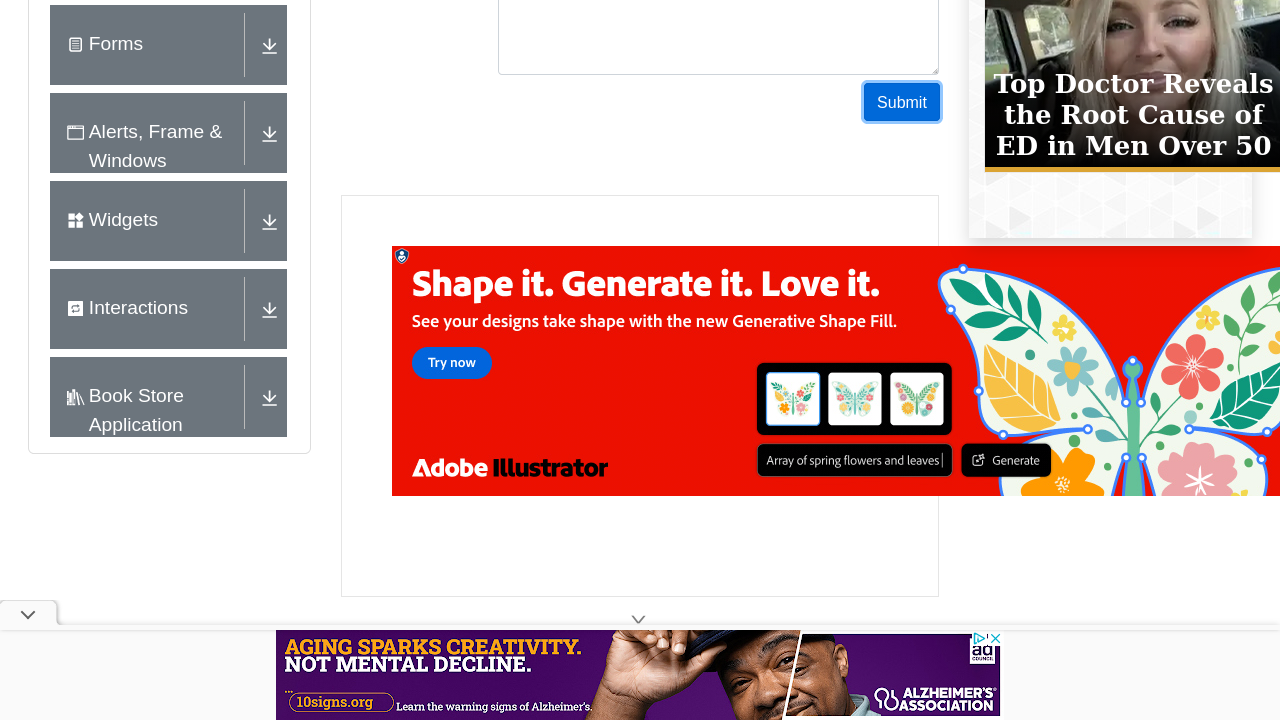 Forms
Alerts, Frame &
Windows
Widgets
Interactions
Book Store
Application
Submit
Top Doctor Reveals
the Root Cause of
ED in Men Over 50
Shape it. Generate it. Love it.
See your designs take shape with the new Generative Shape Fill.
Try now
Array of spring flowers and leaves
Generate
Adobe Illustrator
AGING SPARKS CREATIVITY.
NOT MENTAL DECLINE.
...
10signs.org
Learn the warning signs of Alzheimer's.
ad
COUNCIL
ALZHEIMER'S
ASSOCIATION